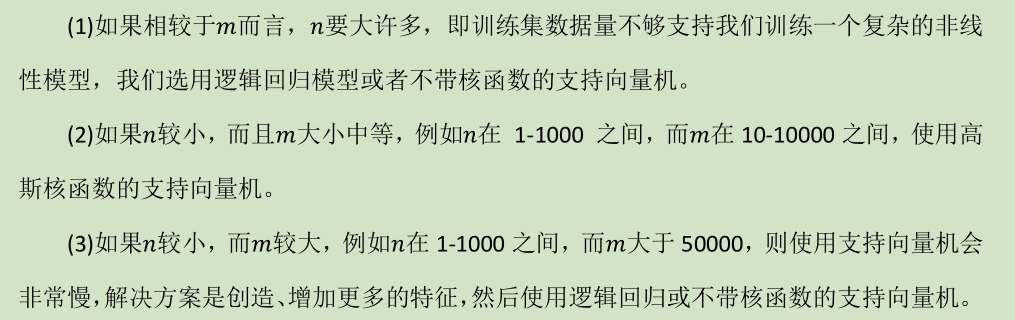 (1)如果相较于m而言，n要大许多，即训练集数据量不够支持我们训练一个复杂的非线
性模型，我们选用逻辑回归模型或者不带核函数的支持向量机。
(2)如果n较小，而且m大小中等，例如n在 1-1000 之间，而m在 10-10000 之间，使用高
斯核函数的支持向量机。
(3)如果n较小，而m较大，例如n在 1-1000 之间，而m大于 50000，则使用支持向量机会
非常慢，解决方案是创造、增加更多的特征，然后使用逻辑回归或不带核函数的支持向量机。